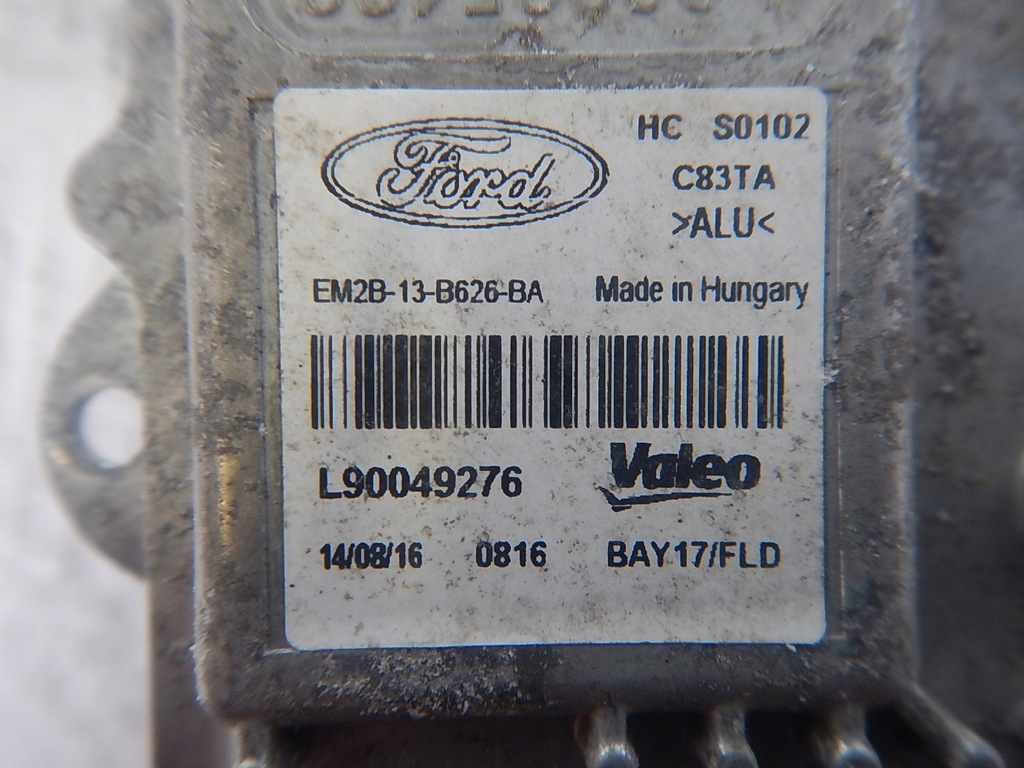 Ford HC S0102
C83TA
>ALU<
EM2B-13-B626-BA Made in Hungary
L90049276 Valeo
14/08/16 0816 BAY17/FLD